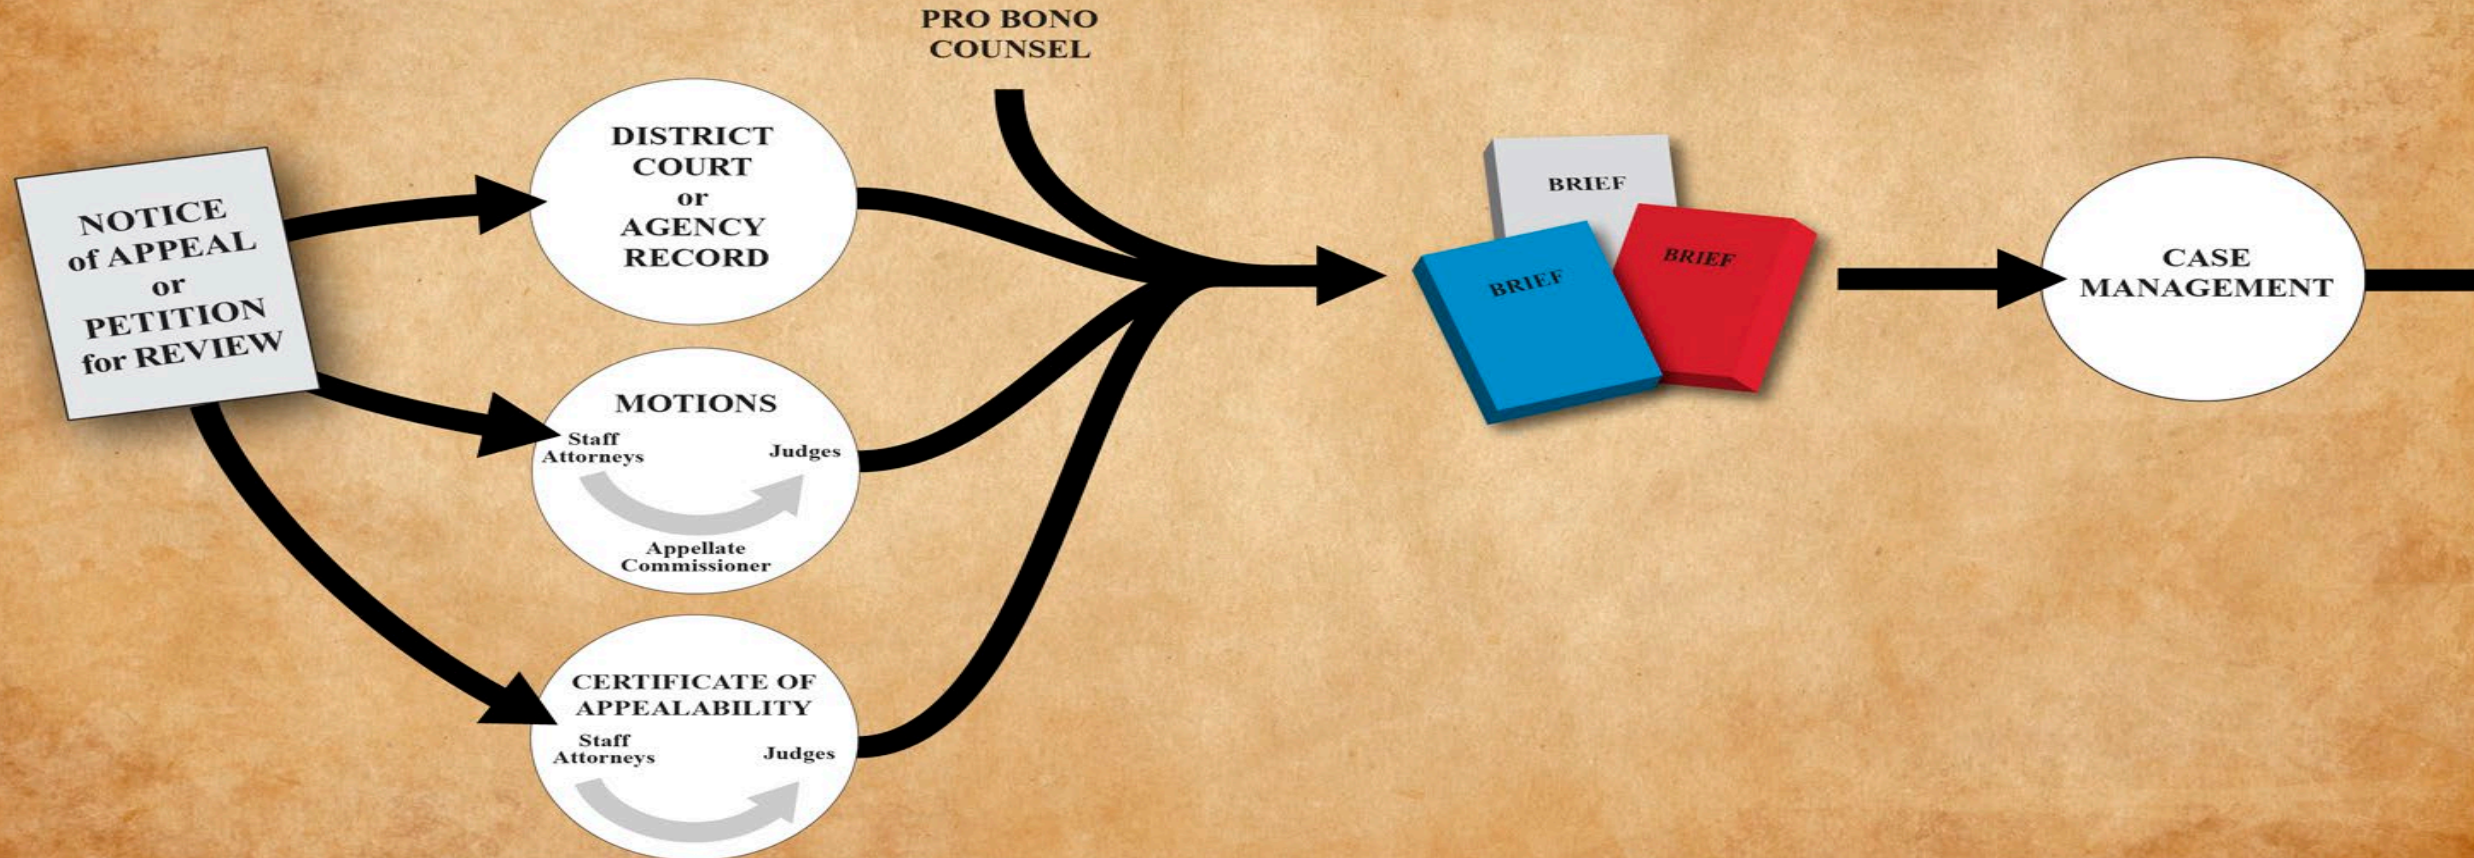 PRO BONO
COUNSEL
NOTICE
of APPEAL
or
PETITION
for REVIEW
DISTRICT
COURT
or
AGENCY
RECORD
MOTIONS
Staff
Attorneys
Judges
Appellate
Commissioner
CERTIFICATE OF
APPEALABILITY
Staff
Attorneys
Judges
BRIEF
BRIEF
BRIEF
CASE
MANAGEMENT